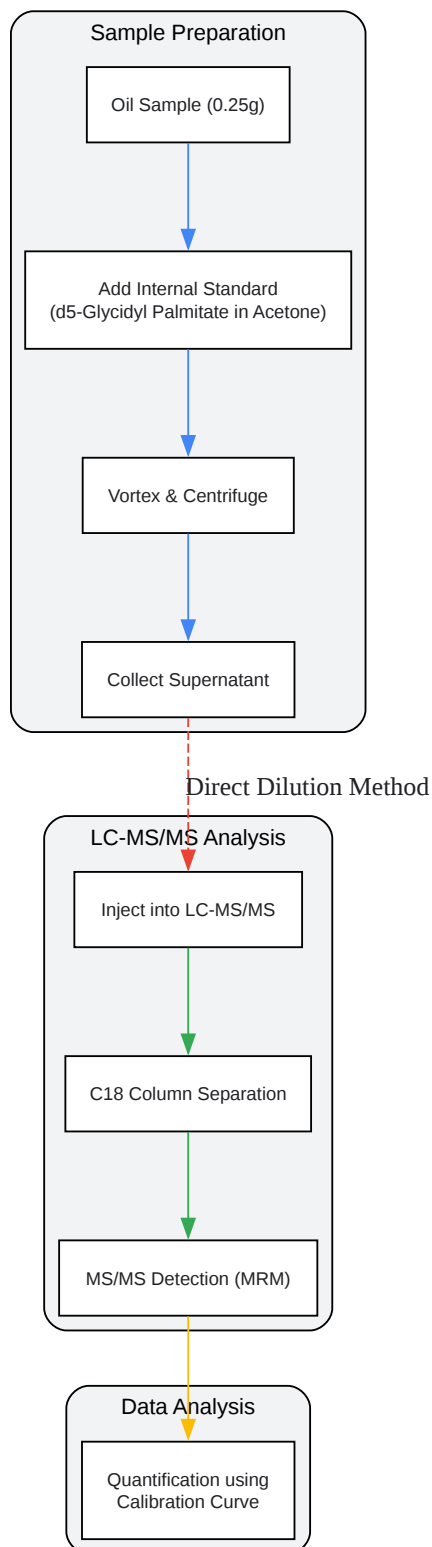 Sample Preparation
Oil Sample (0.25g)
Add Internal Standard
(d5-Glycidyl Palmitate in Acetone)
Vortex & Centrifuge
Collect Supernatant
Direct Dilution Method
LC-MS/MS Analysis
Inject into LC-MS/MS
C18 Column Separation
MS/MS Detection (MRM)
Data Analysis
Quantification using
Calibration Curve